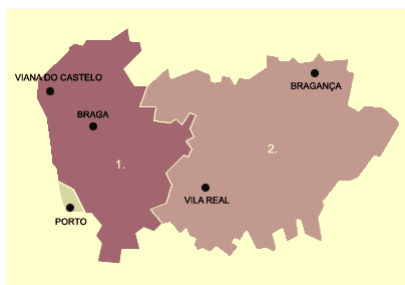 VIANA DO CASTELO
BRAGANÇA
BRAGA
2.
1.
VILA REAL
PORTO